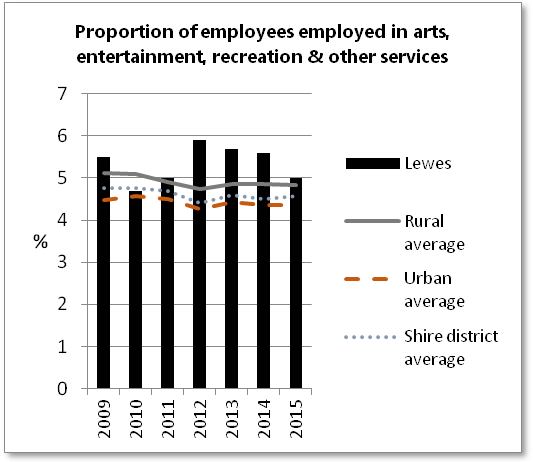 Proportion of employees employed in arts,
entertainment, recreation & other services
7
6
5
4
3
2
1
0
%
2009
2010
2011
2012
2013
2014
2015
Lewes
Rural
average
Urban
average
Shire district
average